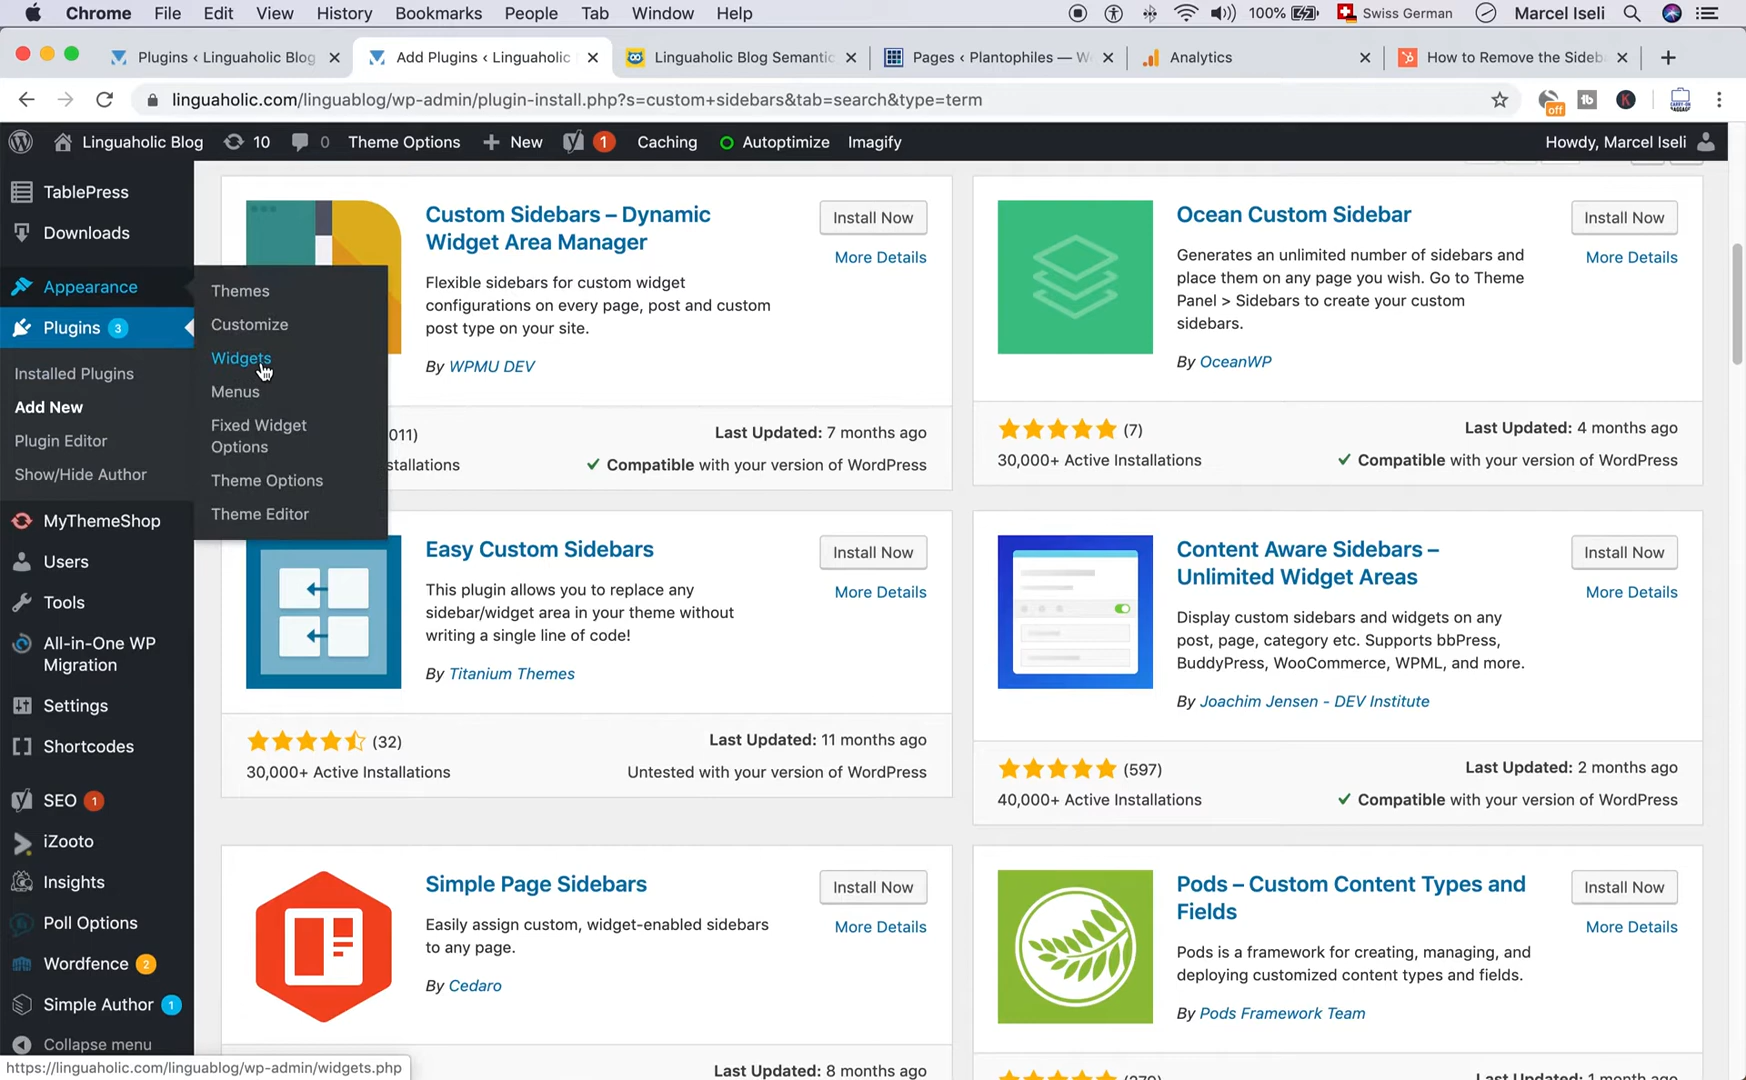 Chrome File Edit View History Bookmarks People Tab Window Help 100% Swiss German Marcel Iseli
Plugins ‹ Linguaholic Blog Add Plugins ‹ Linguaholic Linguaholic Blog Semantic Pages ‹ Plantophiles — W Analytics How to Remove the Sideb
linguaholic.com/linguablog/wp-admin/plugin-install.php?s=custom+sidebars&tab=search&type=term off tb K
Linguaholic Blog 10 0 Theme Options New 1 Caching Autoptimize Imagify Howdy, Marcel Iseli
TablePress
Downloads
Appearance
Plugins 3
Installed Plugins
Add New
Plugin Editor
Show/Hide Author
MyThemeShop
Users
Tools
All-in-One WP
Migration
Settings
Shortcodes
SEO 1
iZooto
Insights
Poll Options
Wordfence 2
Simple Author 1
Collapse menu
Themes
Customize
Widgets
Menus
Fixed Widget
Options
Theme Options
Theme Editor
Custom Sidebars – Dynamic
Widget Area Manager
Install Now
More Details
Flexible sidebars for custom widget
configurations on every page, post and custom
post type on your site.
By WPMU DEV
011)
Last Updated: 7 months ago
stallations
Compatible with your version of WordPress
Ocean Custom Sidebar
Install Now
More Details
Generates an unlimited number of sidebars and
place them on any page you wish. Go to Theme
Panel > Sidebars to create your custom
sidebars.
By OceanWP
(7)
Last Updated: 4 months ago
30,000+ Active Installations
Compatible with your version of WordPress
Easy Custom Sidebars
Install Now
More Details
This plugin allows you to replace any
sidebar/widget area in your theme without
writing a single line of code!
By Titanium Themes
(32)
Last Updated: 11 months ago
30,000+ Active Installations
Untested with your version of WordPress
Content Aware Sidebars –
Unlimited Widget Areas
Install Now
More Details
Display custom sidebars and widgets on any
post, page, category etc. Supports bbPress,
BuddyPress, WooCommerce, WPML, and more.
By Joachim Jensen - DEV Institute
(597)
Last Updated: 2 months ago
40,000+ Active Installations
Compatible with your version of WordPress
Simple Page Sidebars
Install Now
More Details
Easily assign custom, widget-enabled sidebars
to any page.
By Cedaro
Last Updated: 8 months ago
Pods – Custom Content Types and
Fields
Install Now
More Details
Pods is a framework for creating, managing, and
deploying customized content types and fields.
By Pods Framework Team
Last Updated: 1 month ago
https://linguaholic.com/linguablog/wp-admin/widgets.php